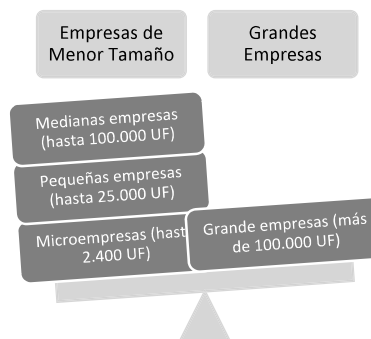 Empresas de
Menor Tamaño
Grandes
Empresas
Medianas empresas
(hasta 100.000 UF)
Pequeñas empresas
(hasta 25.000 UF)
Microempresas (hast
2.400 UF)
Grande empresas (más
de 100.000 UF)